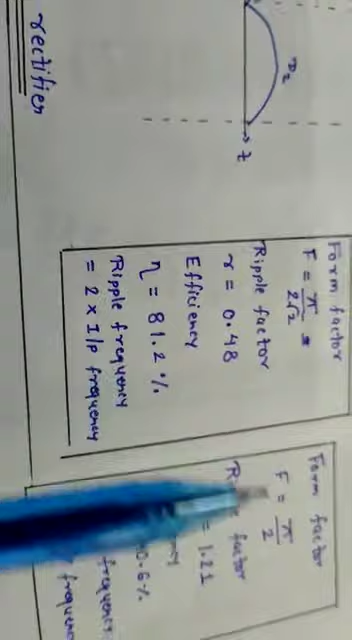 D2
t
rectifier
Form factor
F = π/2√2 =
Ripple factor
r = 0.48
Efficiency
η = 81.2 %
Ripple frequency
= 2 x I/p frequency
Form factor
F = π/2
factor
= 1.21
0.6 %
frequency
frequency